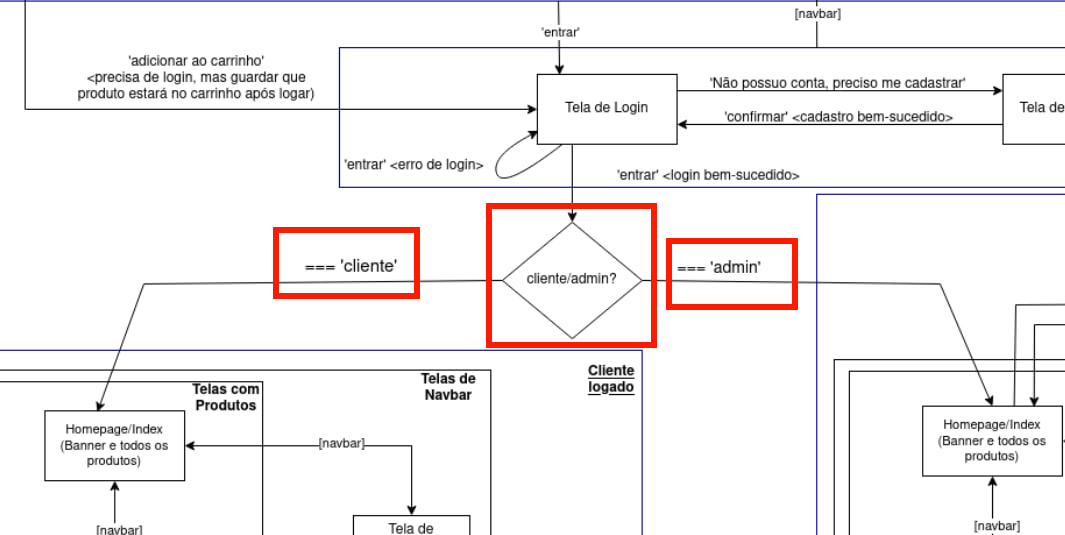 [navbar]
'entrar'
'adicionar ao carrinho'
<precisa de login, mas guardar que
produto estará no carrinho após logar)
Tela de Login
'Não possuo conta, preciso me cadastrar'
'confirmar' <cadastro bem-sucedido>
Tela de
'entrar' <erro de login>
'entrar' <login bem-sucedido>
=== 'cliente'
cliente/admin?
=== 'admin'
Cliente
logado
Telas de
Navbar
Telas com
Produtos
Homepage/Index
(Banner e todos os
produtos)
[navbar]
Homepage/Index
(Banner e todos os
produtos)
[navbar]
Tela de
[navbar]